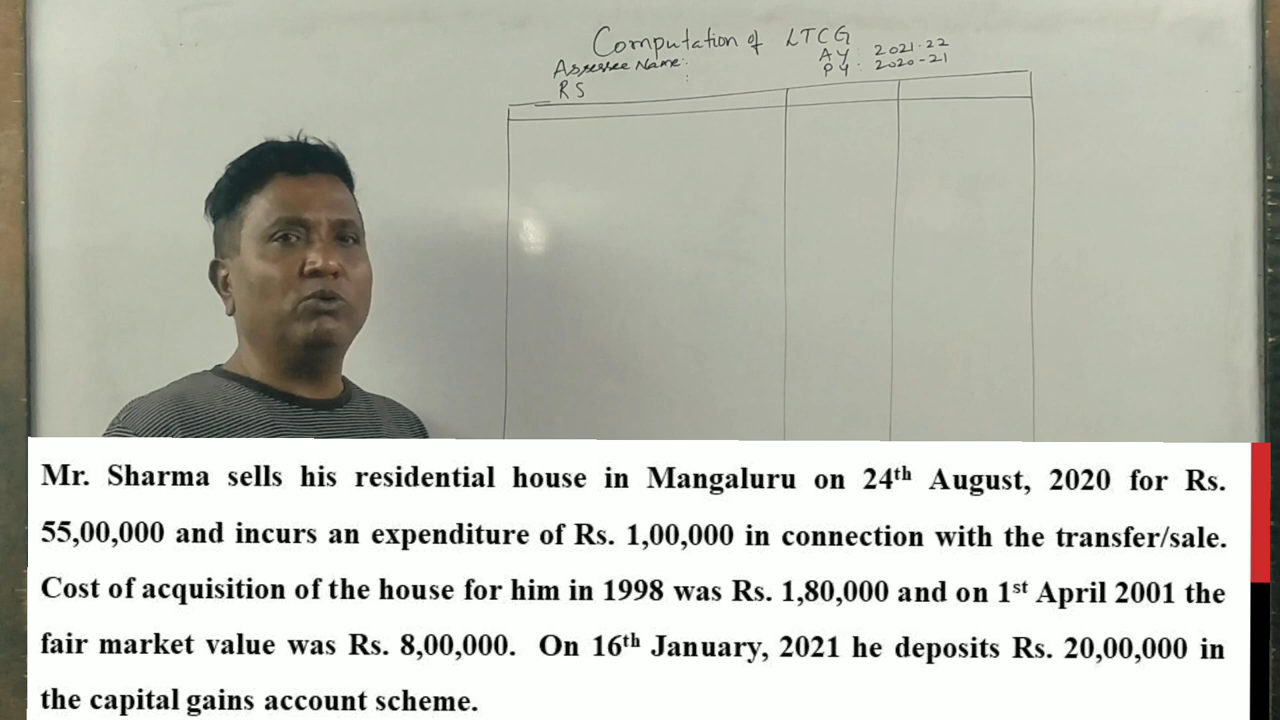 Computation of LTCG
Assessee Name:
AY : 2021-22
PY : 2020-21
RS :
Mr. Sharma sells his residential house in Mangaluru on 24th August, 2020 for Rs.
55,00,000 and incurs an expenditure of Rs. 1,00,000 in connection with the transfer/sale.
Cost of acquisition of the house for him in 1998 was Rs. 1,80,000 and on 1st April 2001 the
fair market value was Rs. 8,00,000. On 16th January, 2021 he deposits Rs. 20,00,000 in
the capital gains account scheme.